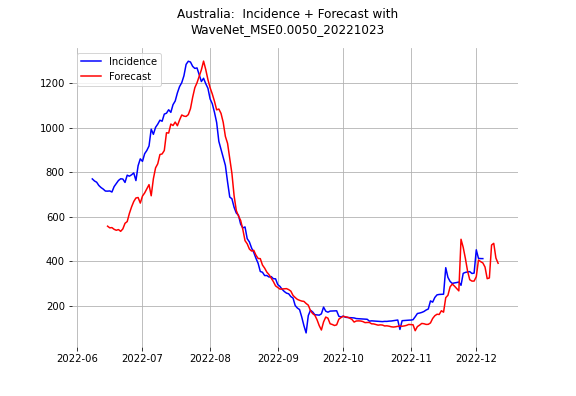 Australia:  Incidence + Forecast with
WaveNet_MSE0.0050_20221023
Incidence
Forecast
1200
1000
800
600
400
200
2022-06 2022-07 2022-08 2022-09 2022-10 2022-11 2022-12